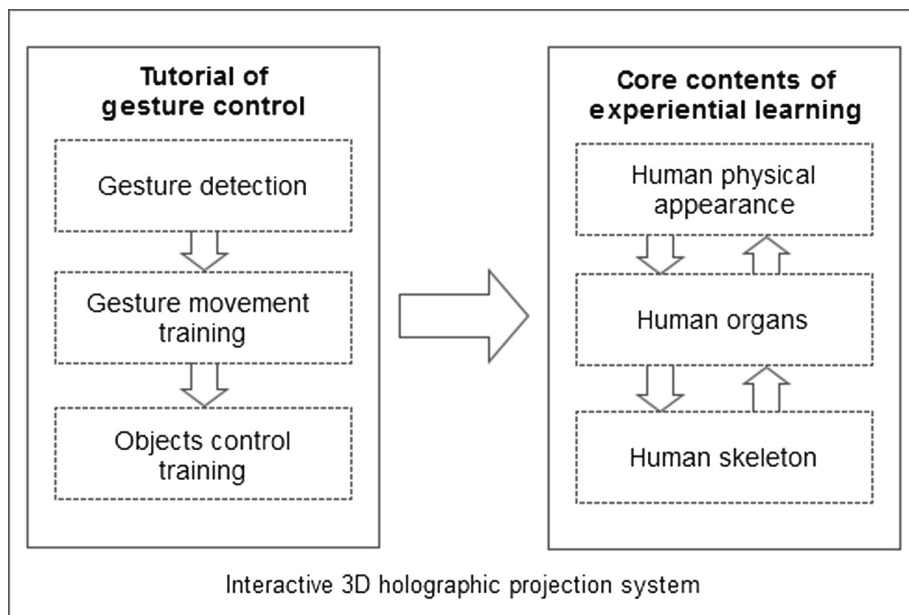 Tutorial of
gesture control
Gesture detection
Gesture movement
training
Objects control
training
Core contents of
experiential learning
Human physical
appearance
Human organs
Human skeleton
Interactive 3D holographic projection system